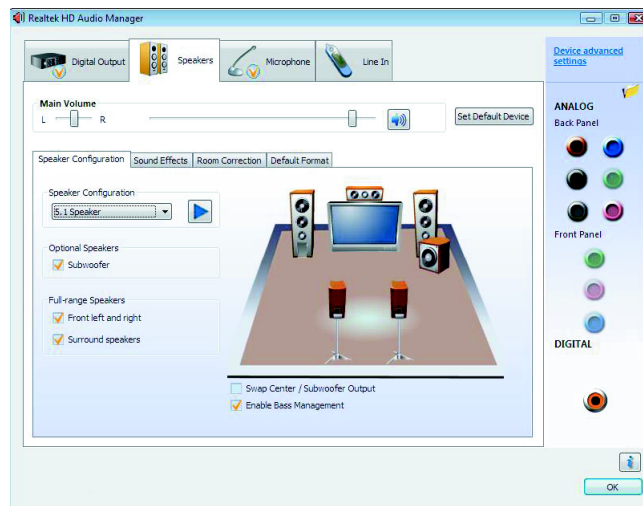 Realtek HD Audio Manager
Digital Output
Speakers
Microphone
Line In
Device advanced
settings
Main Volume
L
R
Set Default Device
ANALOG
Back Panel
Speaker Configuration
Sound Effects
Room Correction
Default Format
Speaker Configuration
5.1 Speaker
Optional Speakers
Subwoofer
Full-range Speakers
Front left and right
Surround speakers
Swap Center / Subwoofer Output
Enable Bass Management
Front Panel
DIGITAL
i
OK